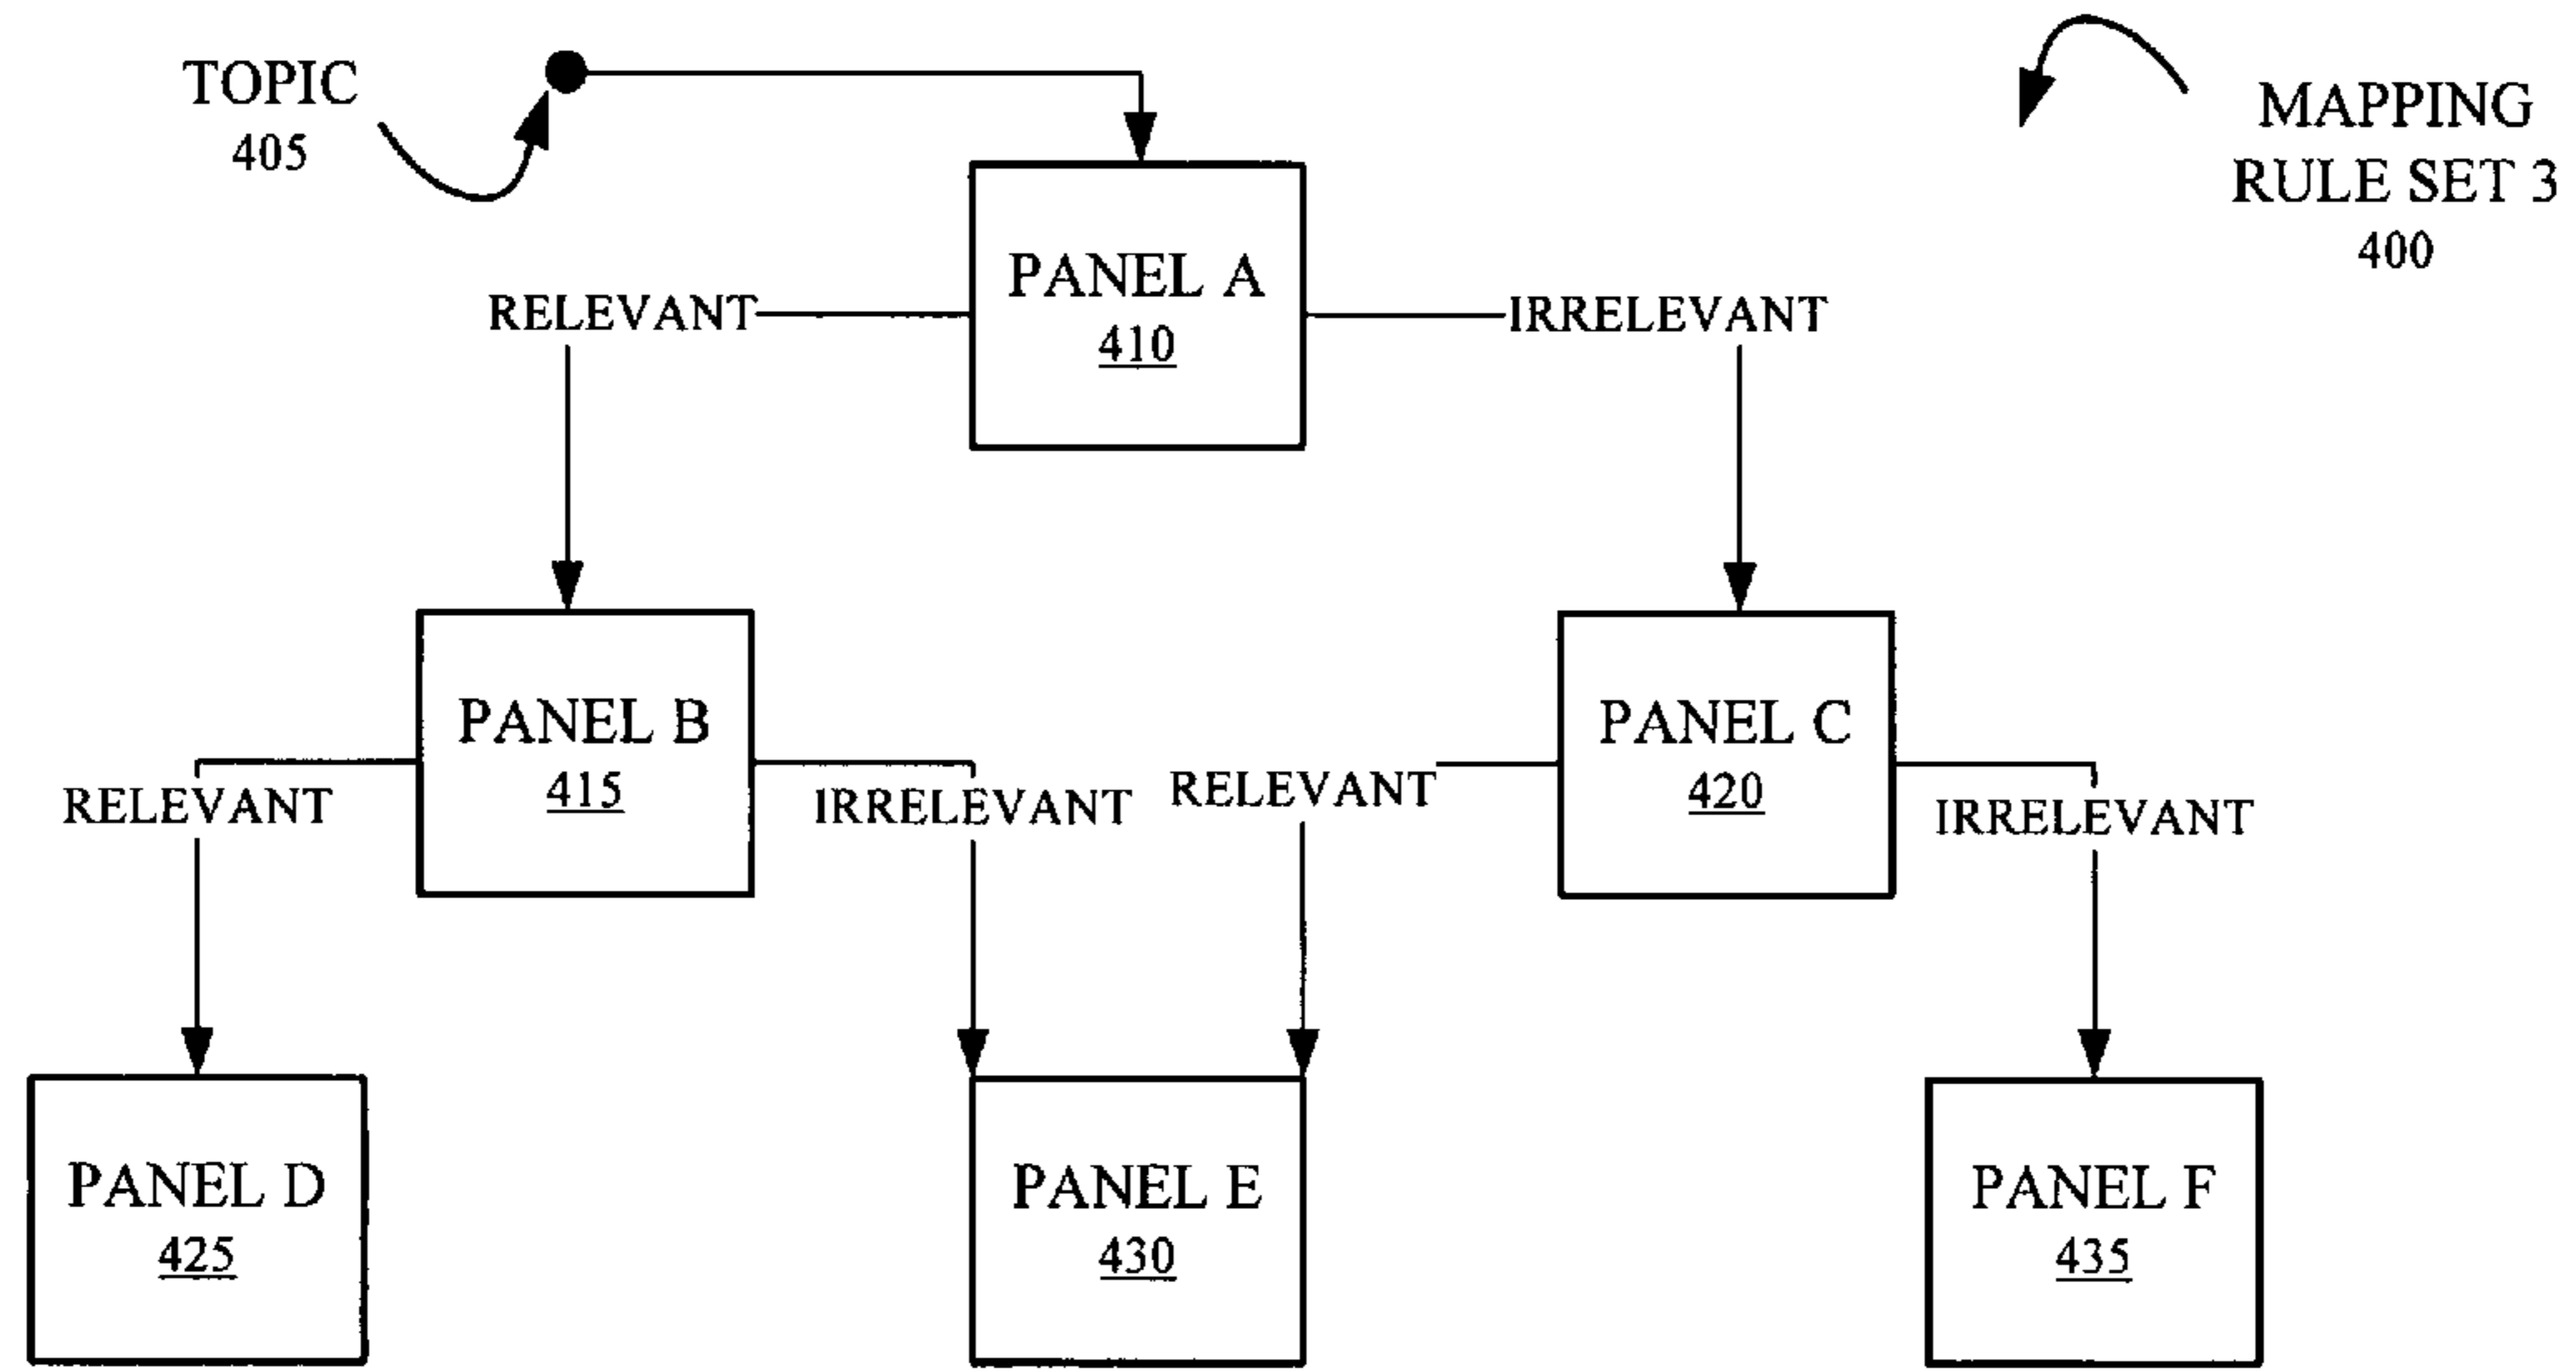 TOPIC
405
MAPPING
RULE SET 3
400
PANEL A
410
RELEVANT
IRRELEVANT
PANEL B
415
PANEL C
420
RELEVANT
IRRELEVANT
RELEVANT
IRRELEVANT
PANEL D
425
PANEL E
430
PANEL F
435